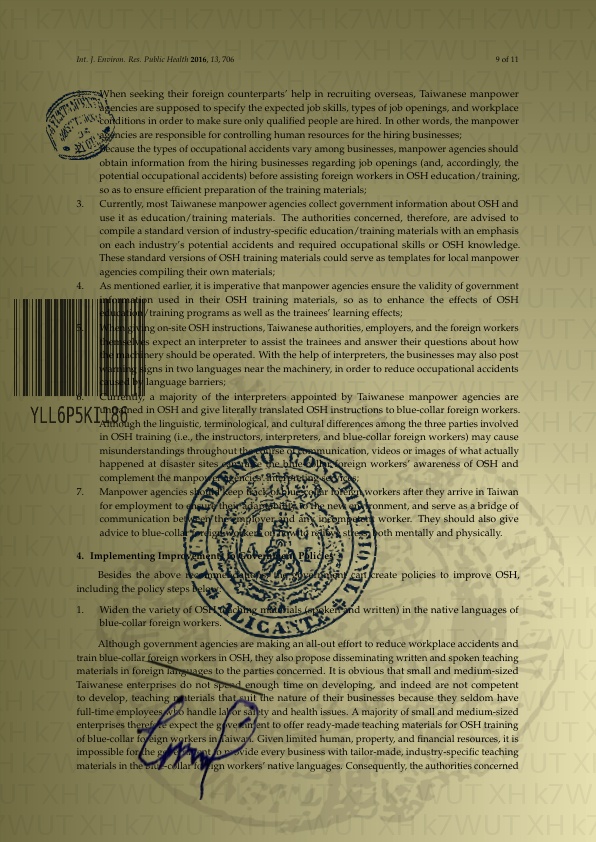 Int. J. Environ. Res. Public Health 2016, 13, 706
9 of 11
When seeking their foreign counterparts' help in recruiting overseas, Taiwanese manpower
agencies are supposed to specify the expected job skills, types of job openings, and workplace
conditions in order to make sure only qualified people are hired. In other words, the manpower
agencies are responsible for controlling human resources for the hiring businesses;
Because the types of occupational accidents vary among businesses, manpower agencies should
obtain information from the hiring businesses regarding job openings (and, accordingly, the
potential occupational accidents) before assisting foreign workers in OSH education/training,
so as to ensure efficient preparation of the training materials;
3. Currently, most Taiwanese manpower agencies collect government information about OSH and
use it as education/training materials. The authorities concerned, therefore, are advised to
compile a standard version of industry-specific education/training materials with an emphasis
on each industry's potential accidents and required occupational skills or OSH knowledge.
These standard versions of OSH training materials could serve as templates for local manpower
agencies compiling their own materials;
4. As mentioned earlier, it is imperative that manpower agencies ensure the validity of government
information used in their OSH training materials, so as to enhance the effects of OSH
education/training programs as well as the trainees' learning effects;
5. When giving on-site OSH instructions, Taiwanese authorities, employers, and the foreign workers
themselves expect an interpreter to assist the trainees and answer their questions about how
the machinery should be operated. With the help of interpreters, the businesses may also post
warning signs in two languages near the machinery, in order to reduce occupational accidents
caused by language barriers;
YLL6P5KI186
6. Currently, a majority of the interpreters appointed by Taiwanese manpower agencies are
untrained in OSH and give literally translated OSH instructions to blue-collar foreign workers.
Although the linguistic, terminological, and cultural differences among the three parties involved
in OSH training (i.e., the instructors, interpreters, and blue-collar foreign workers) may cause
misunderstandings throughout the course of communication, videos or images of what actually
happened at disaster sites can raise the blue-collar foreign workers' awareness of OSH and
complement the manpower agencies' interpreting services;
7. Manpower agencies should keep track of blue-collar foreign workers after they arrive in Taiwan
for employment to ensure their adaptability to the new environment, and serve as a bridge of
communication between the employer and any incompetent worker. They should also give
advice to blue-collar foreign workers on how to relieve stress both mentally and physically.
4. Implementing Improvements to Government Policies
Besides the above recommendations, the government can create policies to improve OSH,
including the policy steps below.
1. Widen the variety of OSH teaching materials (spoken and written) in the native languages of
blue-collar foreign workers.
Although government agencies are making an all-out effort to reduce workplace accidents and
train blue-collar foreign workers in OSH, they also propose disseminating written and spoken teaching
materials in foreign languages to the parties concerned. It is obvious that small and medium-sized
Taiwanese enterprises do not spend enough time on developing, and indeed are not competent
to develop, teaching materials that suit the nature of their businesses because they seldom have
full-time employees who handle labor safety and health issues. A majority of small and medium-sized
enterprises therefore expect the government to offer ready-made teaching materials for OSH training
of blue-collar foreign workers in Taiwan. Given limited human, property, and financial resources, it is
impossible for the government to provide every business with tailor-made, industry-specific teaching
materials in the blue-collar foreign workers' native languages. Consequently, the authorities concerned